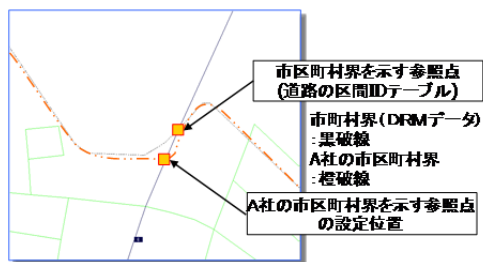 市区町村界を示す参照点
(道路の区間IDテーブル)
市町村界(DRMデータ)
:黒破線
A社の市区町村界
:橙破線
A社の市区町村界を示す参照点
の設定位置